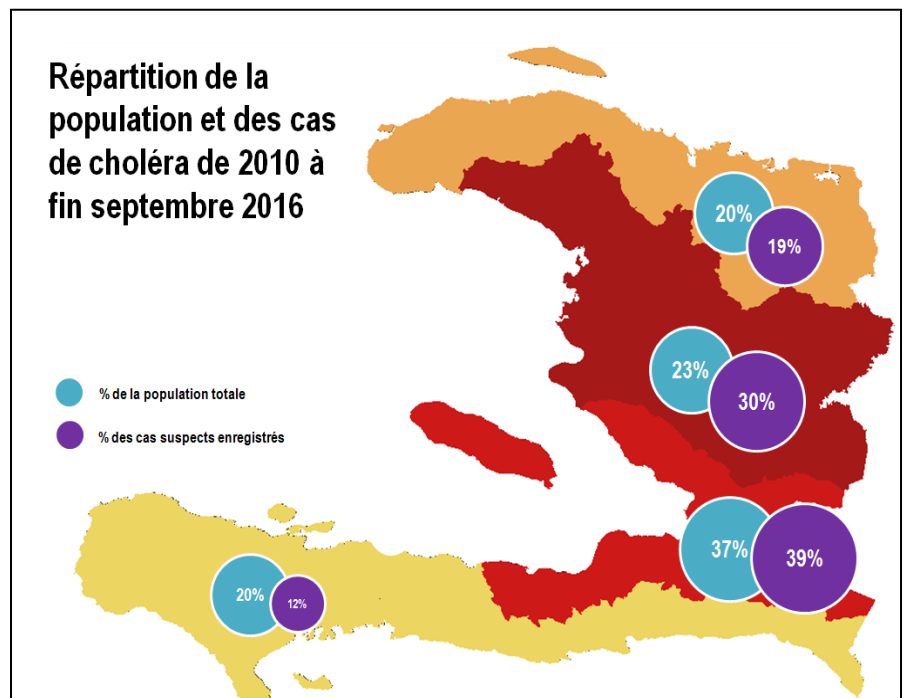 Répartition de la
population et des cas
de choléra de 2010 à
fin septembre 2016
20%
19%
23%
30%
% de la population totale
% des cas suspects enregistrés
37%
39%
20%
12%